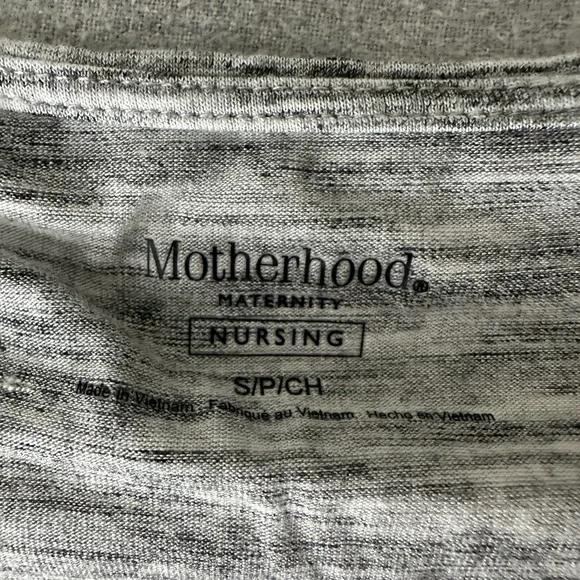 Motherhood®
MATERNITY
NURSING
S/P/CH
Made in Vietnam . Fabriqué au Vietnam . Hecho en Vietnam